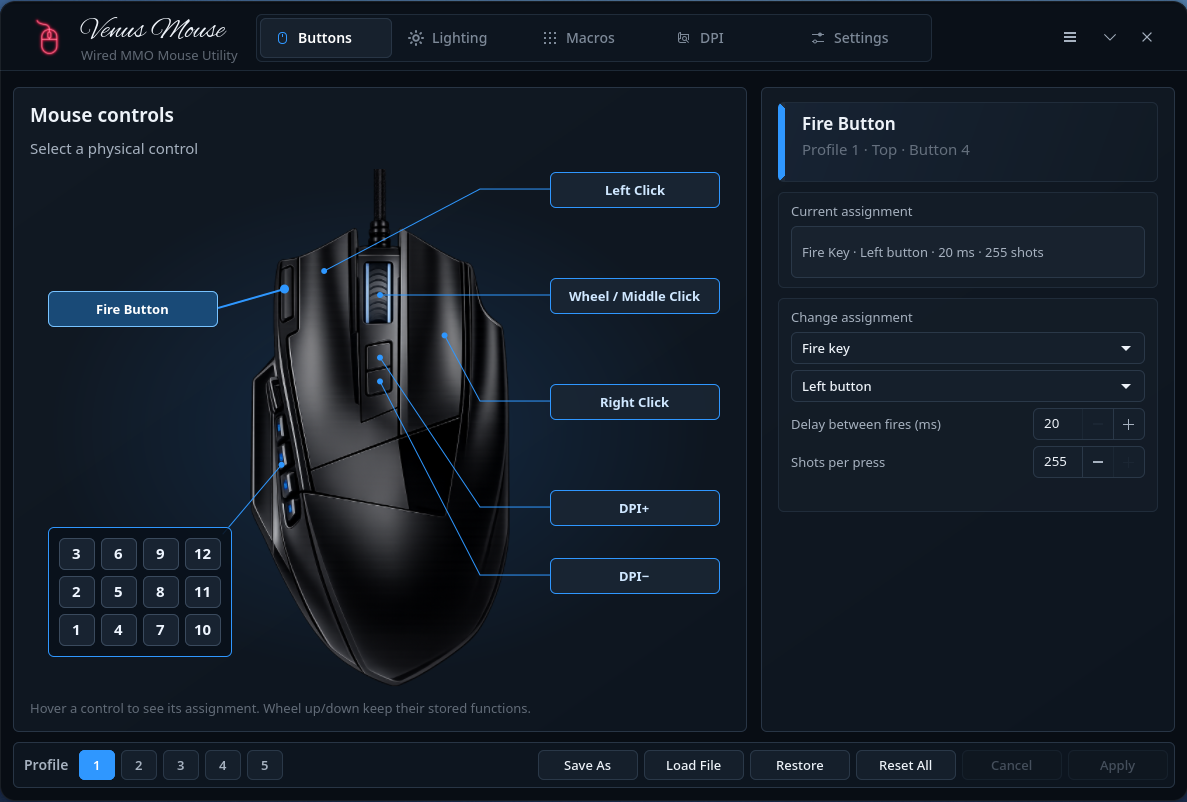 Venus Mouse
Wired MMO Mouse Utility
Buttons
Lighting
Macros
DPI
Settings
Mouse controls
Select a physical control
Left Click
Wheel / Middle Click
Fire Button
Right Click
DPI+
DPI−
3 6 9 12
2 5 8 11
1 4 7 10
Hover a control to see its assignment. Wheel up/down keep their stored functions.
Fire Button
Profile 1 · Top · Button 4
Current assignment
Fire Key · Left button · 20 ms · 255 shots
Change assignment
Fire key
Left button
Delay between fires (ms) 20 − +
Shots per press 255 − +
Profile 1 2 3 4 5
Save As
Load File
Restore
Reset All
Cancel
Apply